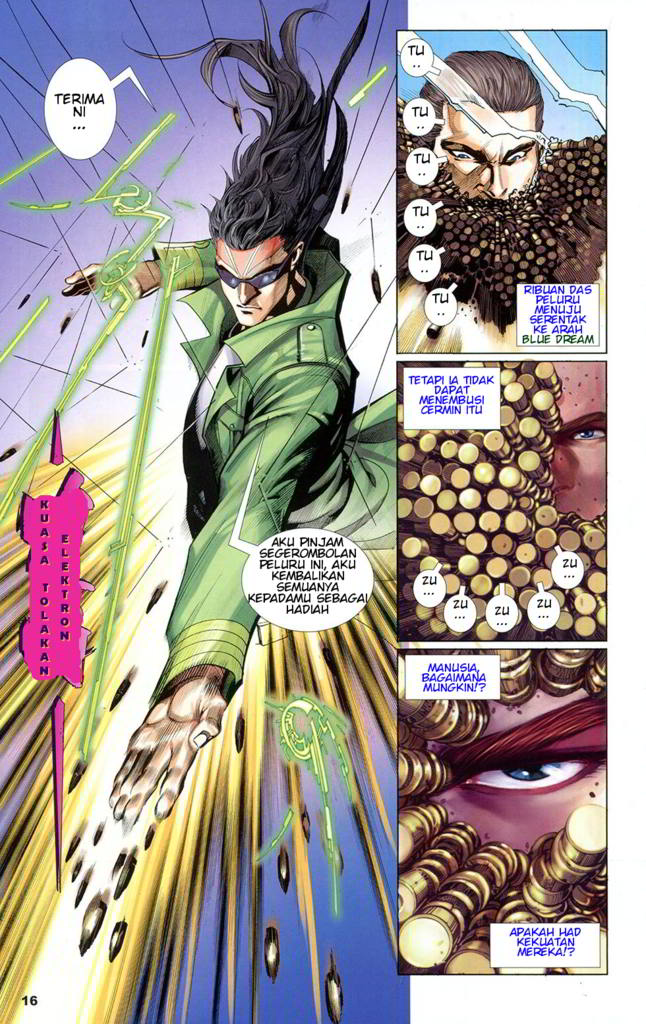 TERIMA
NI
...
KUASA TOLAKAN
ELEKTRON
AKU PINJAM
SEGEROMBOLAN
PELURU INI, AKU
KEMBALIKAN
SEMUANYA
KEPADAMU SEBAGAI
HADIAH
TU
..
TU
..
TU
..
TU
..
TU
..
TU
..
RIBUAN DAS
PELURU
MENUJU
SERENTAK
KE ARAH
BLUE DREAM
TETAPI IA TIDAK
DAPAT
MENEMBUSI
CERMIN ITU
ZU
...
ZU
...
ZU
...
ZU
...
ZU
...
MANUSIA,
BAGAIMANA
MUNGKIN!?
APAKAH HAD
KEKUATAN
MEREKA!?
16